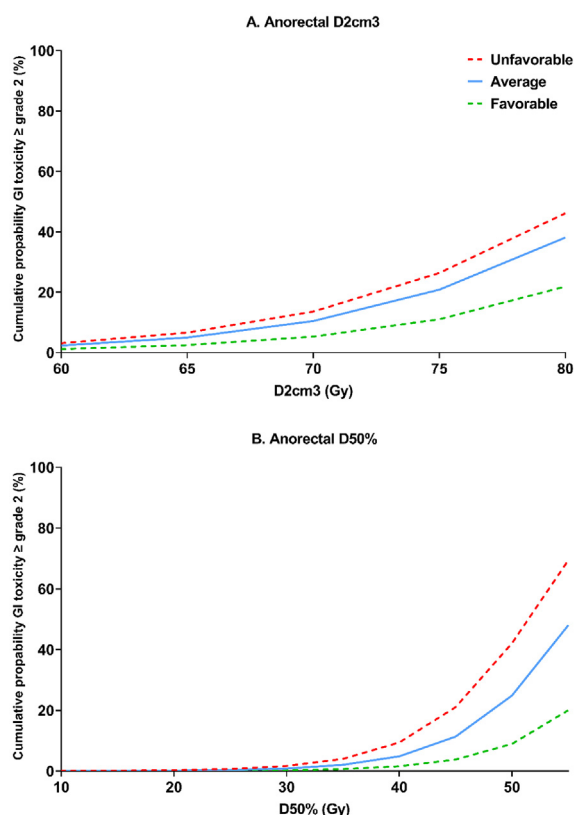 A. Anorectal D2cm3
Cumulative propability GI toxicity ≥ grade 2 (%)
100
80
60
40
20
0
Unfavorable
Average
Favorable
60 65 70 75 80
D2cm3 (Gy)
B. Anorectal D50%
Cumulative propability GI toxicity ≥ grade 2 (%)
100
80
60
40
20
0
10 20 30 40 50
D50% (Gy)